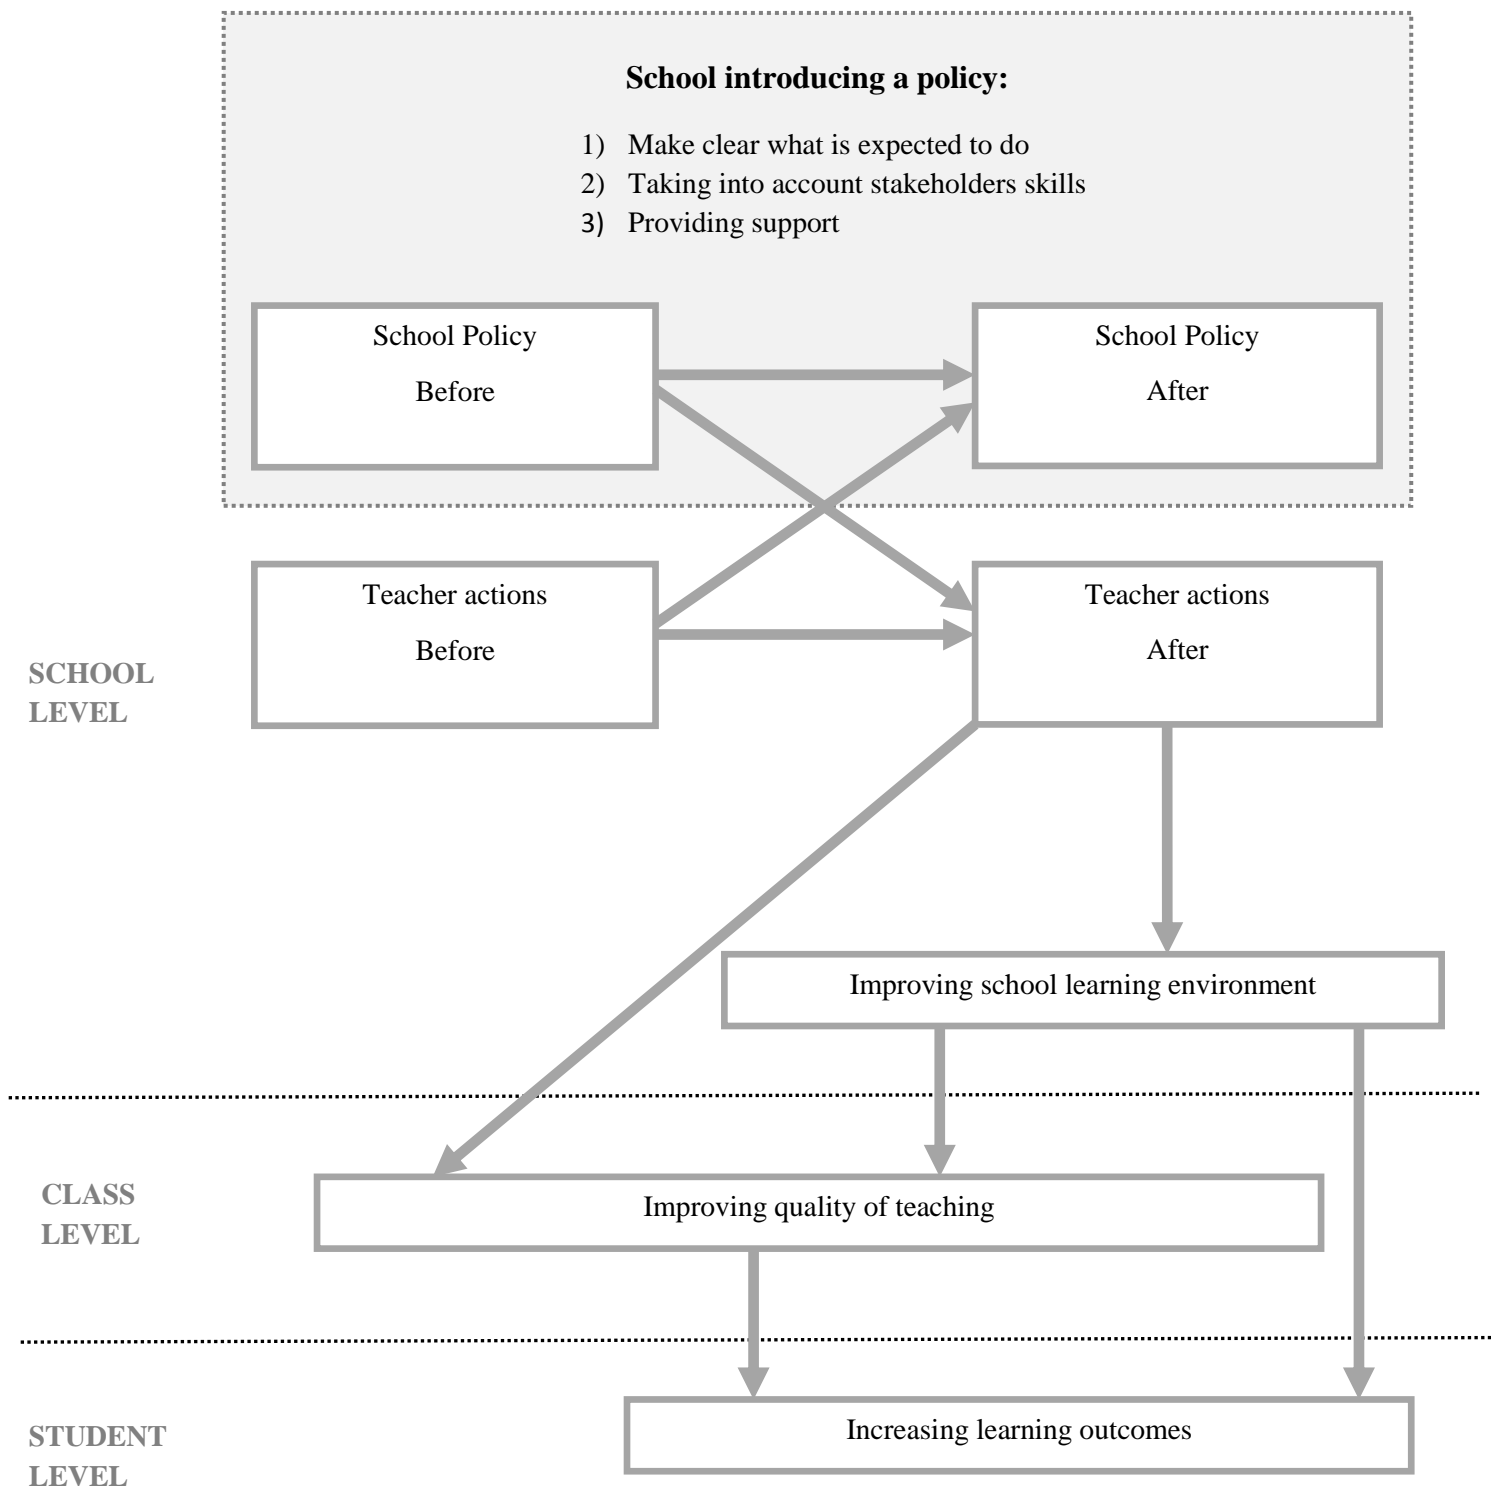 School introducing a policy:
1) Make clear what is expected to do
2) Taking into account stakeholders skills
3) Providing support
School Policy
Before
School Policy
After
Teacher actions
Before
Teacher actions
After
SCHOOL
LEVEL
Improving school learning environment
CLASS
LEVEL
Improving quality of teaching
STUDENT
LEVEL
Increasing learning outcomes